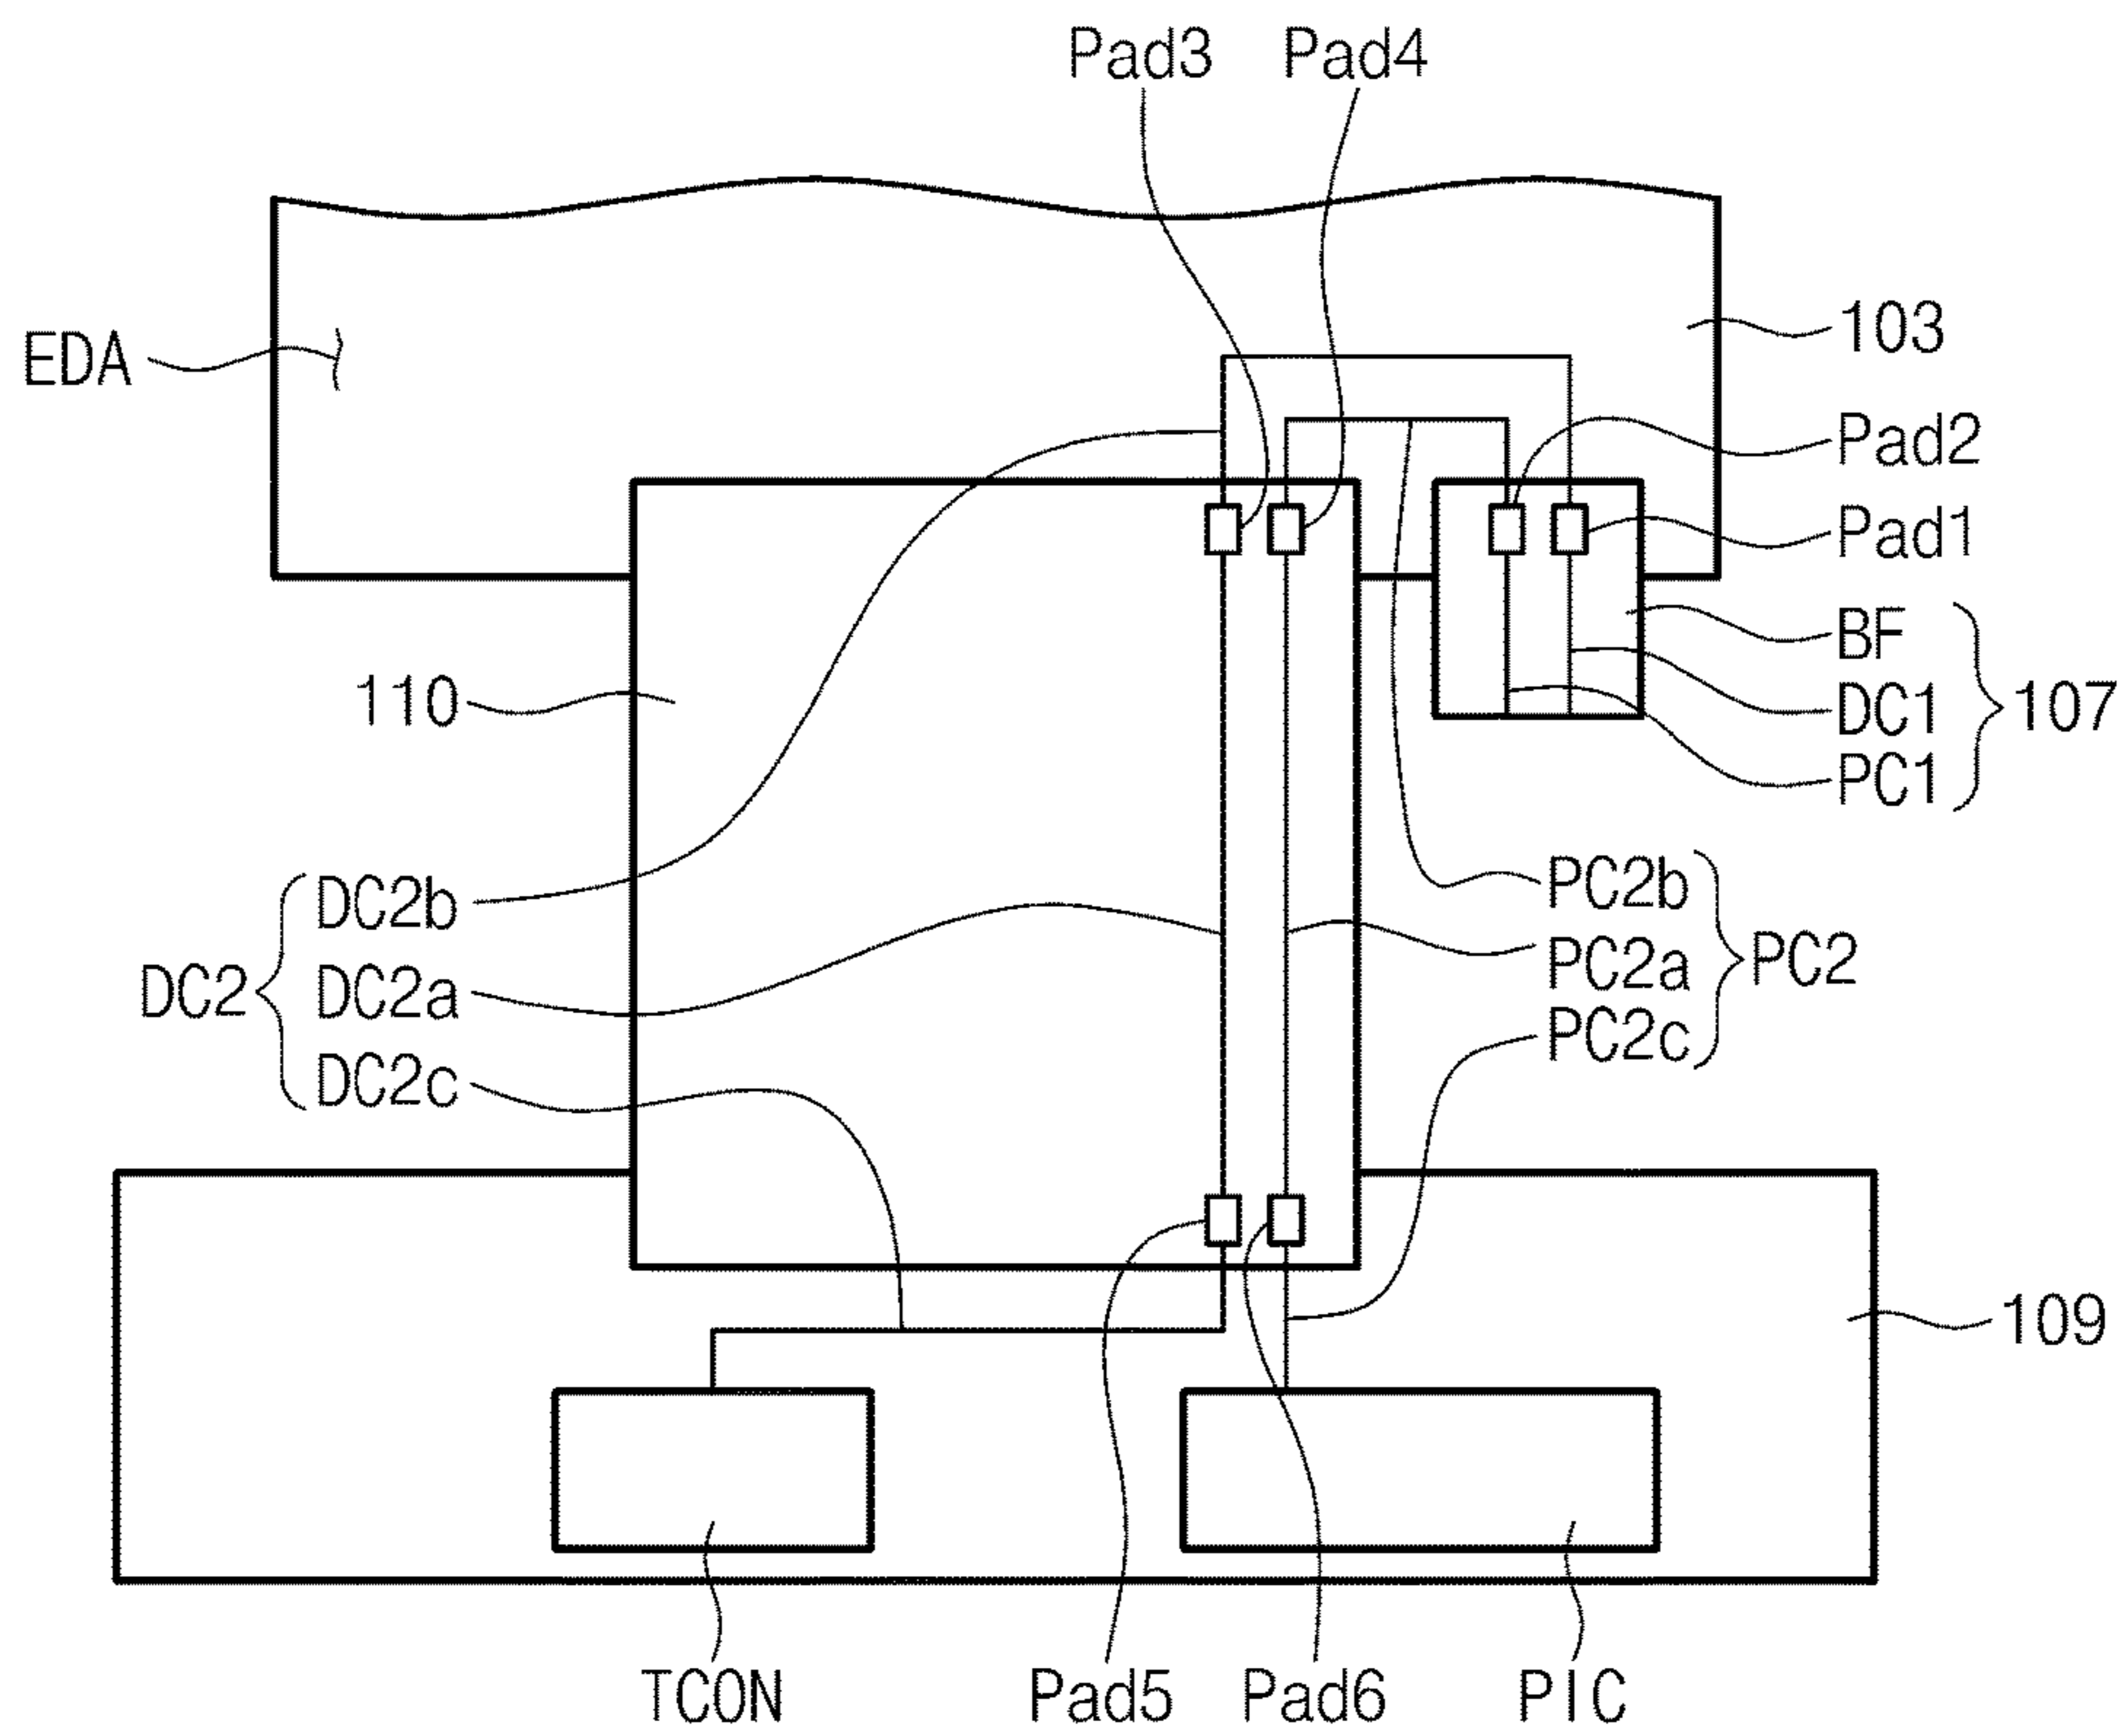 Pad3 Pad4
103
EDA
Pad2
Pad1
BF
110
DC1
107
PC1
DC2b
PC2b
DC2
DC2a
PC2a
PC2
DC2c
PC2c
109
TCON Pad5 Pad6 PIC